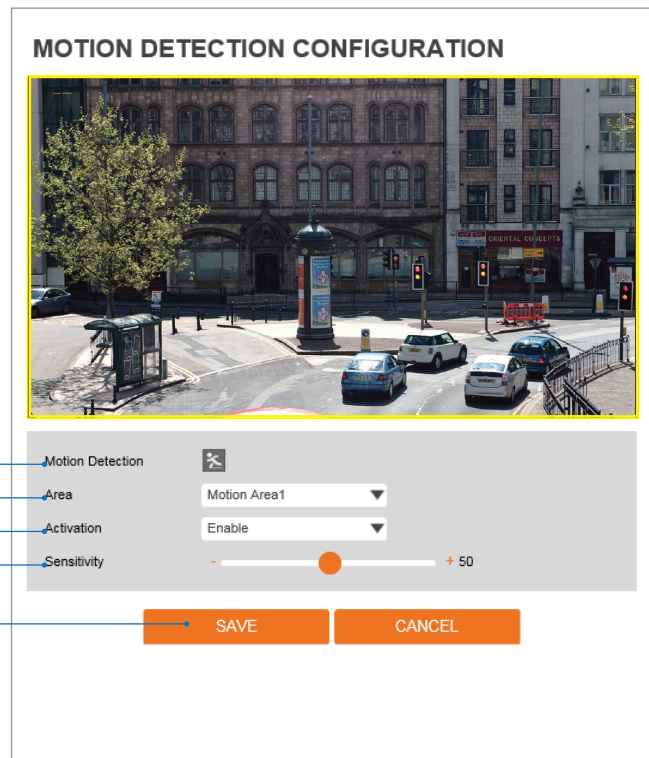 MOTION DETECTION CONFIGURATION
ORIENTAL CONCEPTS
Motion Detection
Area Motion Area1
Activation Enable
Sensitivity - + 50
SAVE CANCEL